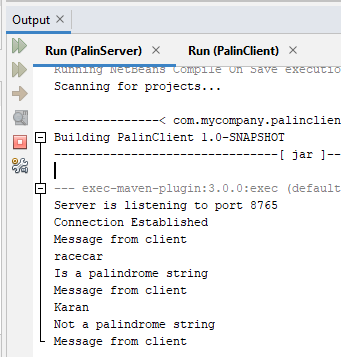 Output ×
Run (PalinServer) × Run (PalinClient) ×
Running NetBeans Compile On Save executio
Scanning for projects...
---------------< com.mycompany.palinclien
Building PalinClient 1.0-SNAPSHOT
--------------------------------[ jar ]--
--- exec-maven-plugin:3.0.0:exec (default
Server is listening to port 8765
Connection Established
Message from client
racecar
Is a palindrome string
Message from client
Karan
Not a palindrome string
Message from client